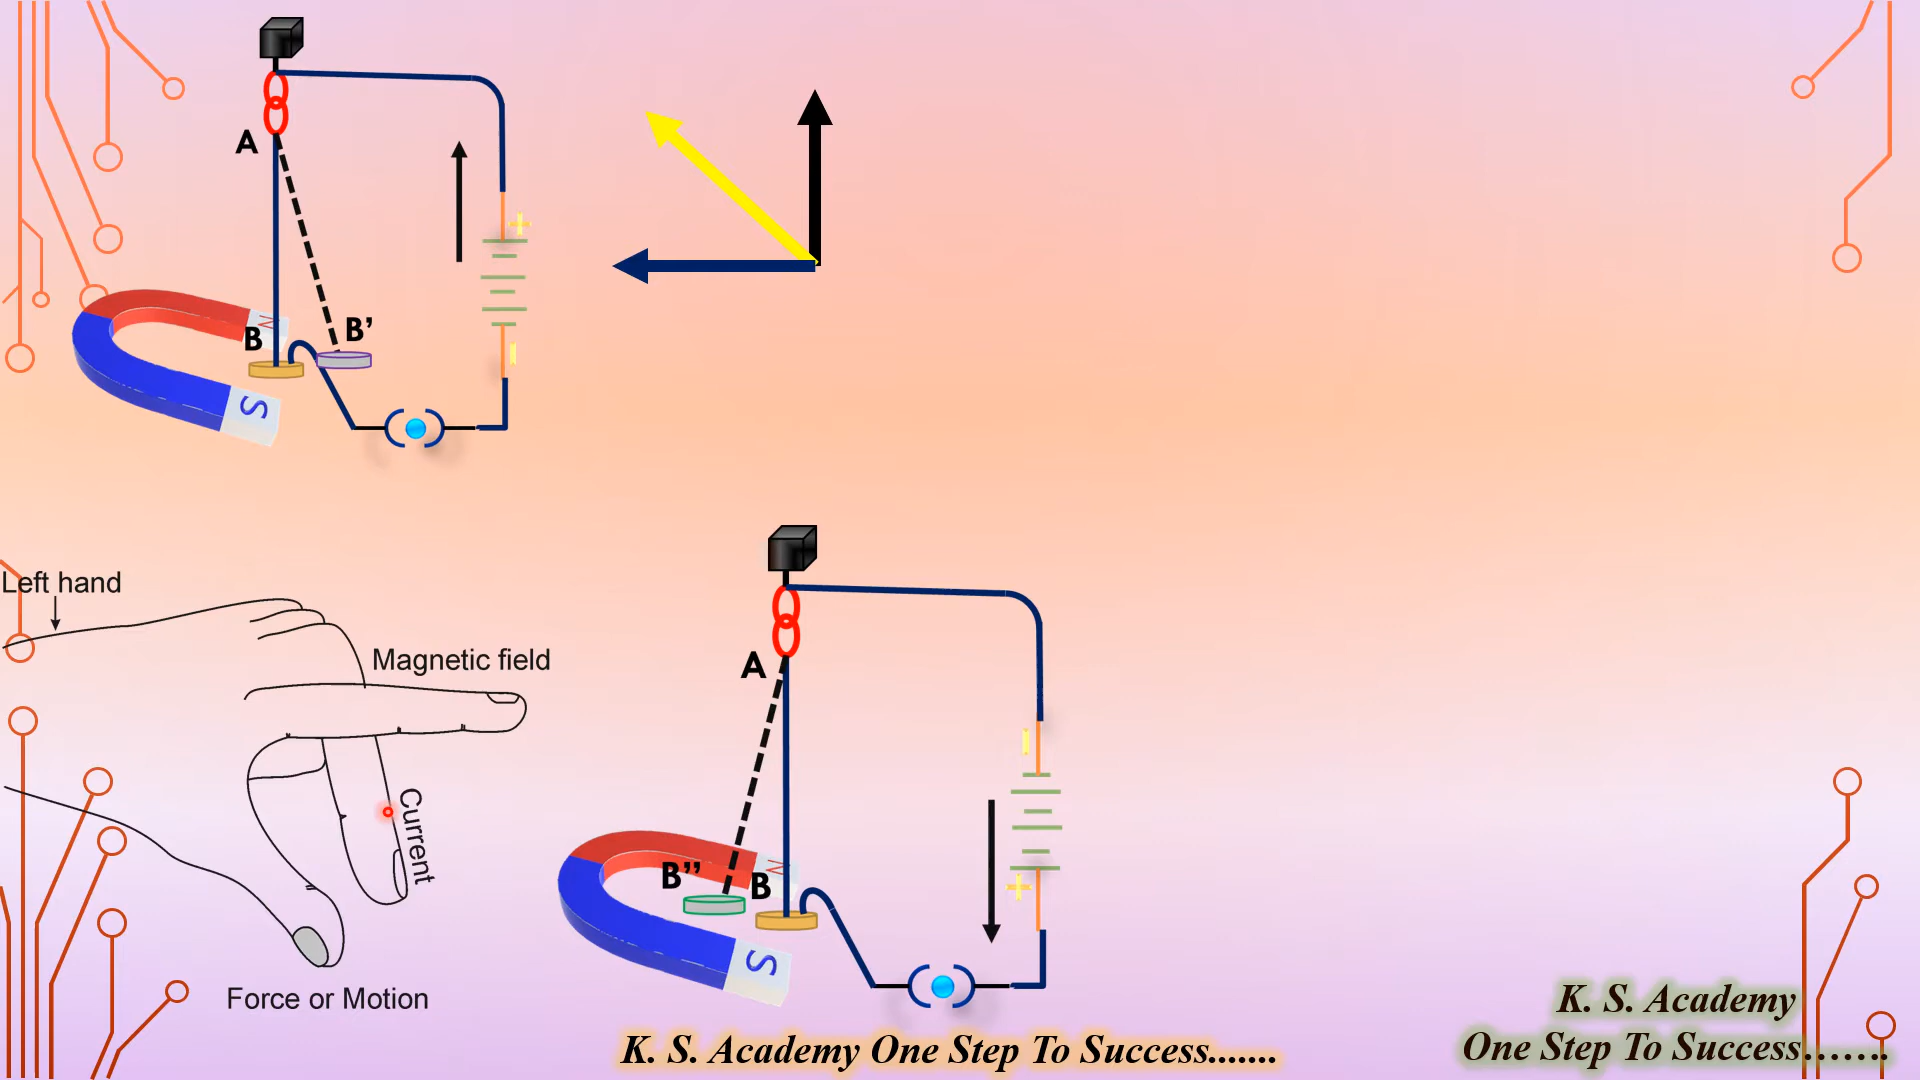 A
B
B’
N
S
+
Left hand
Magnetic field
Current
Force or Motion
A
B’’
B
N
S
+
K. S. Academy
One Step To Success…….
K. S. Academy One Step To Success.......